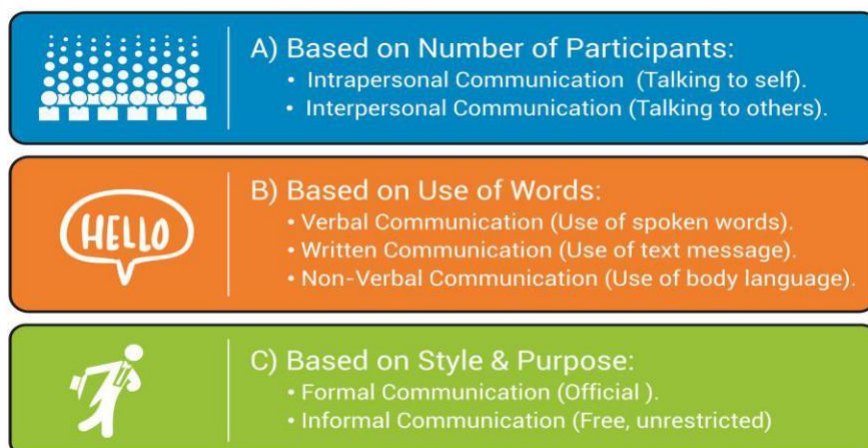 A) Based on Number of Participants:
• Intrapersonal Communication (Talking to self).
• Interpersonal Communication (Talking to others).
HELLO
B) Based on Use of Words:
• Verbal Communication (Use of spoken words).
• Written Communication (Use of text message).
• Non-Verbal Communication (Use of body language).
C) Based on Style & Purpose:
• Formal Communication (Official ).
• Informal Communication (Free, unrestricted)